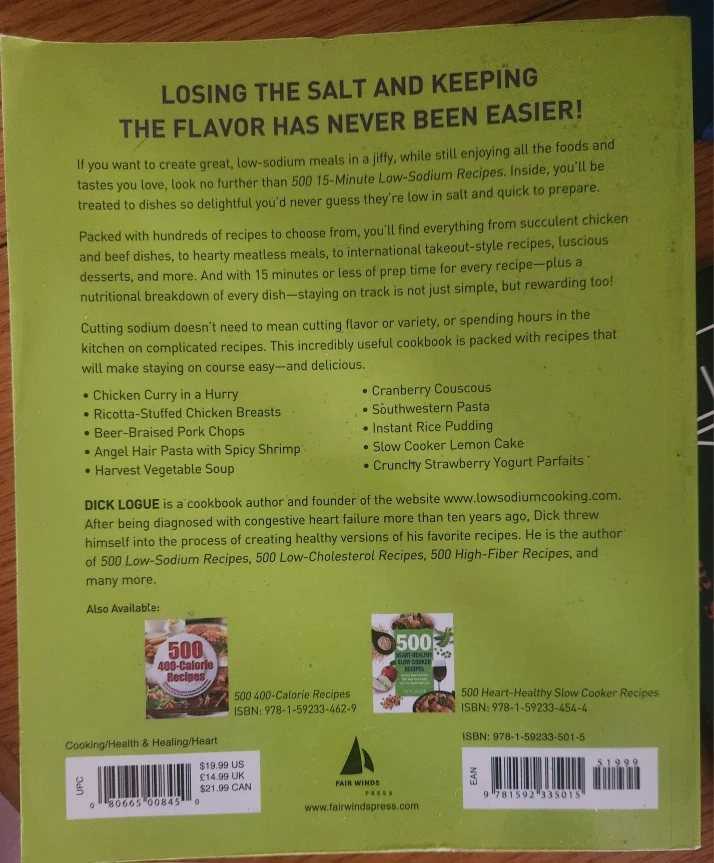 LOSING THE SALT AND KEEPING
THE FLAVOR HAS NEVER BEEN EASIER!
If you want to create great, low-sodium meals in a jiffy, while still enjoying all the foods and
tastes you love, look no further than 500 15-Minute Low-Sodium Recipes. Inside, you'll be
treated to dishes so delightful you'd never guess they're low in salt and quick to prepare.
Packed with hundreds of recipes to choose from, you'll find everything from succulent chicken
and beef dishes, to hearty meatless meals, to international takeout-style recipes, luscious
desserts, and more. And with 15 minutes or less of prep time for every recipe—plus a
nutritional breakdown of every dish—staying on track is not just simple, but rewarding too!
Cutting sodium doesn't need to mean cutting flavor or variety, or spending hours in the
kitchen on complicated recipes. This incredibly useful cookbook is packed with recipes that
will make staying on course easy—and delicious.
• Chicken Curry in a Hurry
• Ricotta-Stuffed Chicken Breasts
• Beer-Braised Pork Chops
• Angel Hair Pasta with Spicy Shrimp
• Harvest Vegetable Soup
• Cranberry Couscous
• Southwestern Pasta
• Instant Rice Pudding
• Slow Cooker Lemon Cake
• Crunchy Strawberry Yogurt Parfaits
DICK LOGUE is a cookbook author and founder of the website www.lowsodiumcooking.com.
After being diagnosed with congestive heart failure more than ten years ago, Dick threw
himself into the process of creating healthy versions of his favorite recipes. He is the author
of 500 Low-Sodium Recipes, 500 Low-Cholesterol Recipes, 500 High-Fiber Recipes, and
many more.
Also Available:
500
400-Calorie
Recipes
500 400-Calorie Recipes
ISBN: 978-1-59233-462-9
500
HEART-HEALTHY
SLOW COOKER
RECIPES
500 Heart-Healthy Slow Cooker Recipes
ISBN: 978-1-59233-454-4
Cooking/Health & Healing/Heart
UPC
0 80665 00845 0
$19.99 US
£14.99 UK
$21.99 CAN
FAIR WINDS
PRESS
www.fairwindspress.com
ISBN: 978-1-59233-501-5
EAN
51999
9 781592 335015